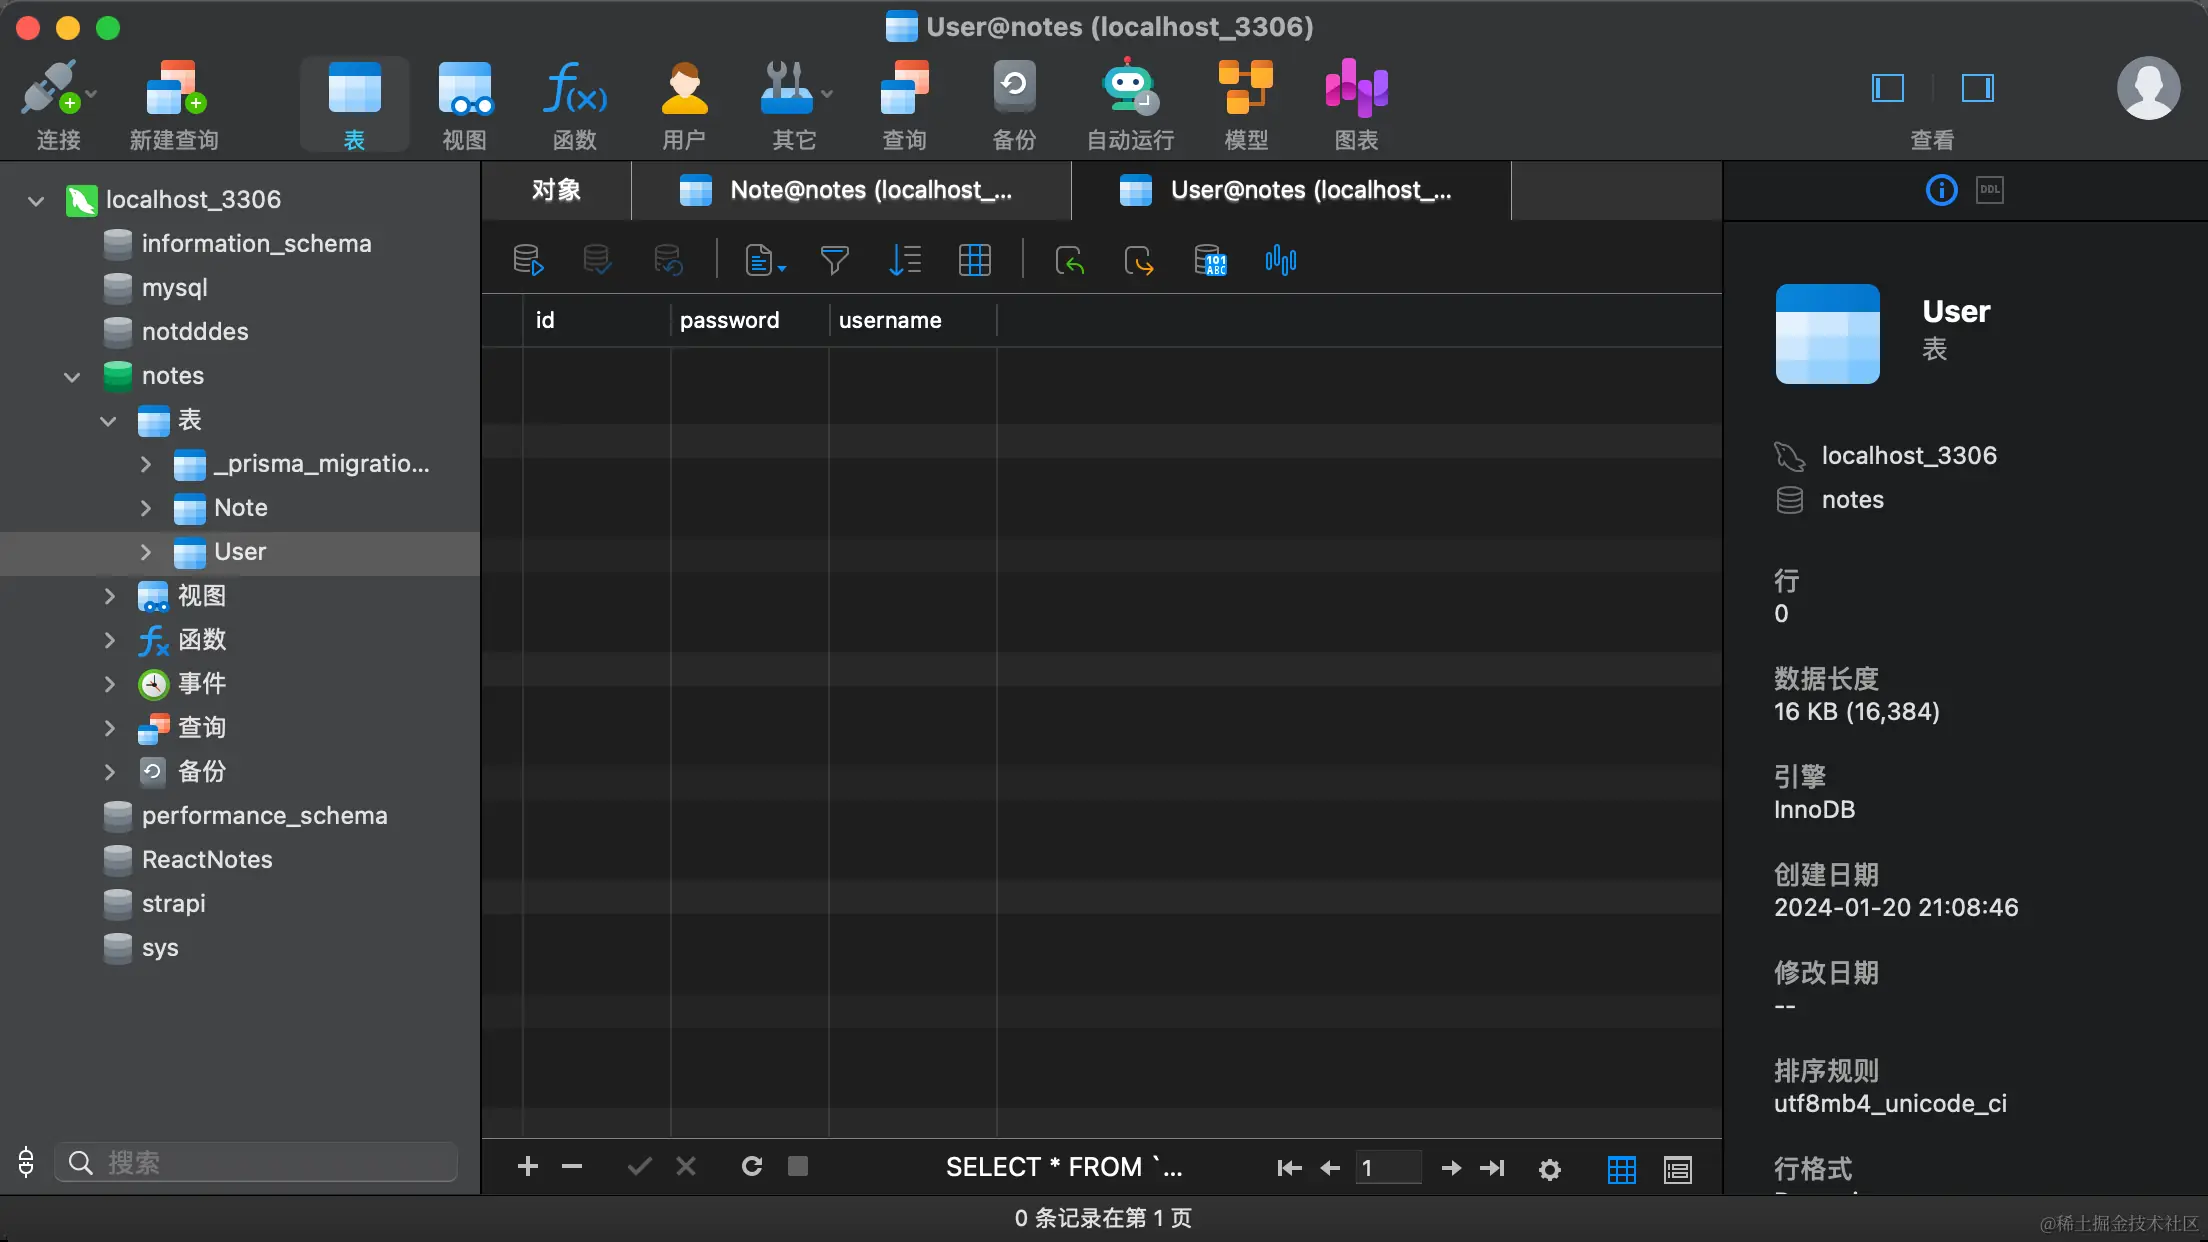 User@notes (localhost_3306)
连接
新建查询
表
视图
函数
用户
其它
查询
备份
自动运行
模型
图表
查看
localhost_3306
information_schema
mysql
notdddes
notes
表
_prisma_migratio...
Note
User
视图
函数
事件
查询
备份
performance_schema
ReactNotes
strapi
sys
搜索
对象
Note@notes (localhost_...
User@notes (localhost_...
id
password
username
SELECT * FROM `...
1
0 条记录在第 1 页
DDL
User
表
localhost_3306
notes
行
0
数据长度
16 KB (16,384)
引擎
InnoDB
创建日期
2024-01-20 21:08:46
修改日期
--
排序规则
utf8mb4_unicode_ci
行格式
@稀土掘金技术社区